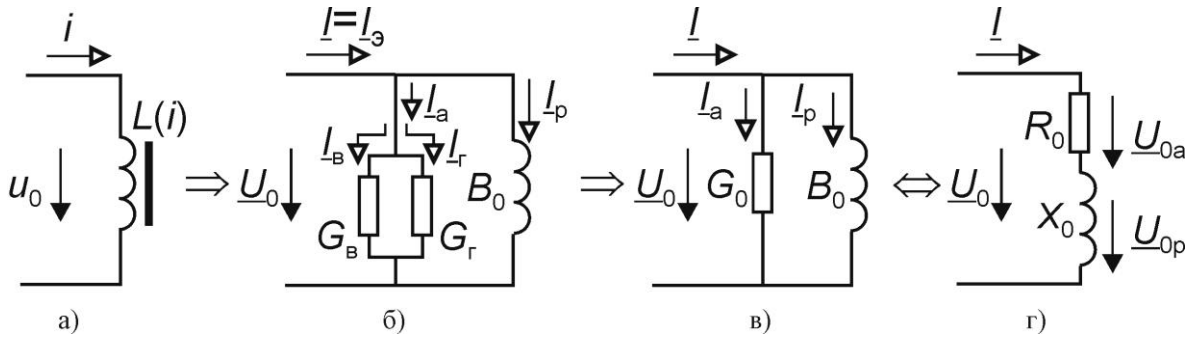 i
L(i)
u₀
а)
⇒
I=Iэ
Iа
Iв
Iг
Iр
U₀
Gв
Gг
B₀
б)
⇒
I
Iа
Iр
U₀
G₀
B₀
в)
⇔
I
R₀
U₀а
U₀
X₀
U₀р
г)